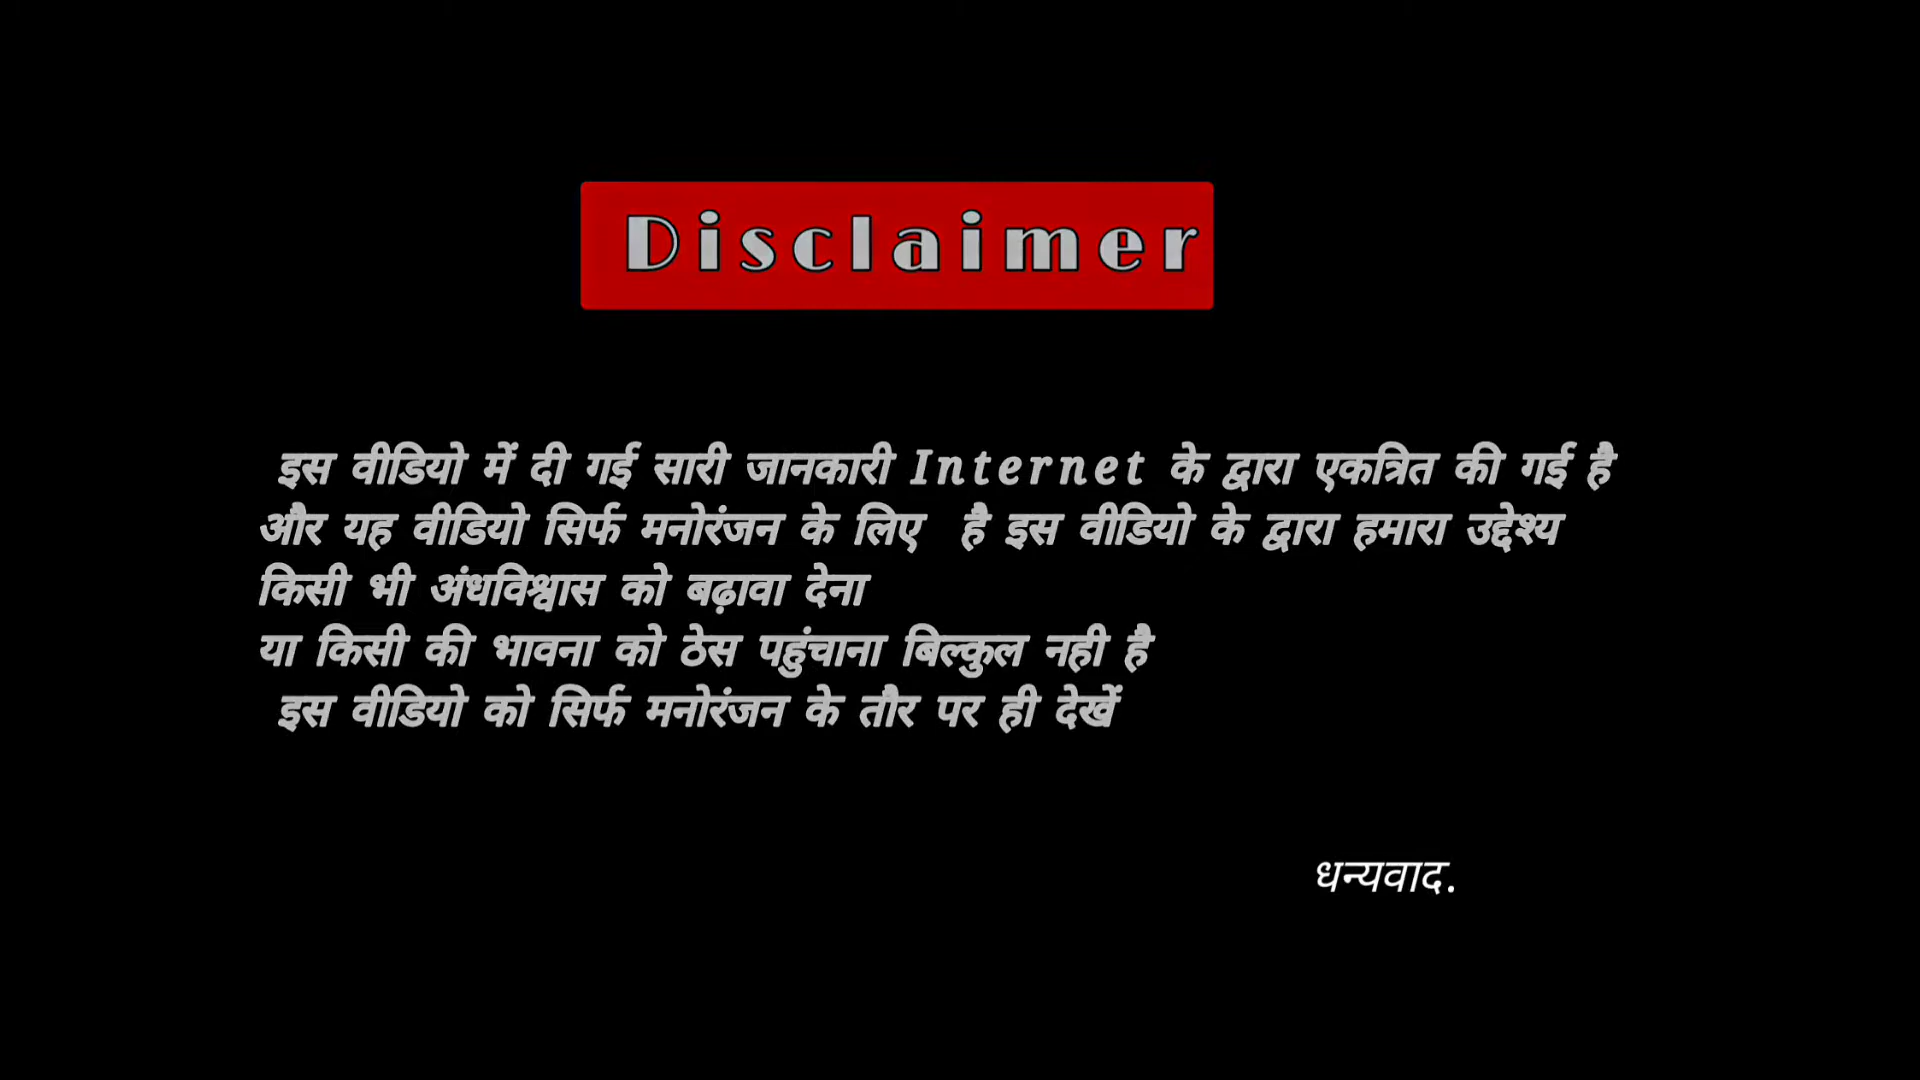 Disclaimer
इस वीडियो में दी गई सारी जानकारी Internet के द्वारा एकत्रित की गई है
और यह वीडियो सिर्फ मनोरंजन के लिए है इस वीडियो के द्वारा हमारा उद्देश्य
किसी भी अंधविश्वास को बढ़ावा देना
या किसी की भावना को ठेस पहुंचाना बिल्कुल नही है
इस वीडियो को सिर्फ मनोरंजन के तौर पर ही देखें
धन्यवाद.